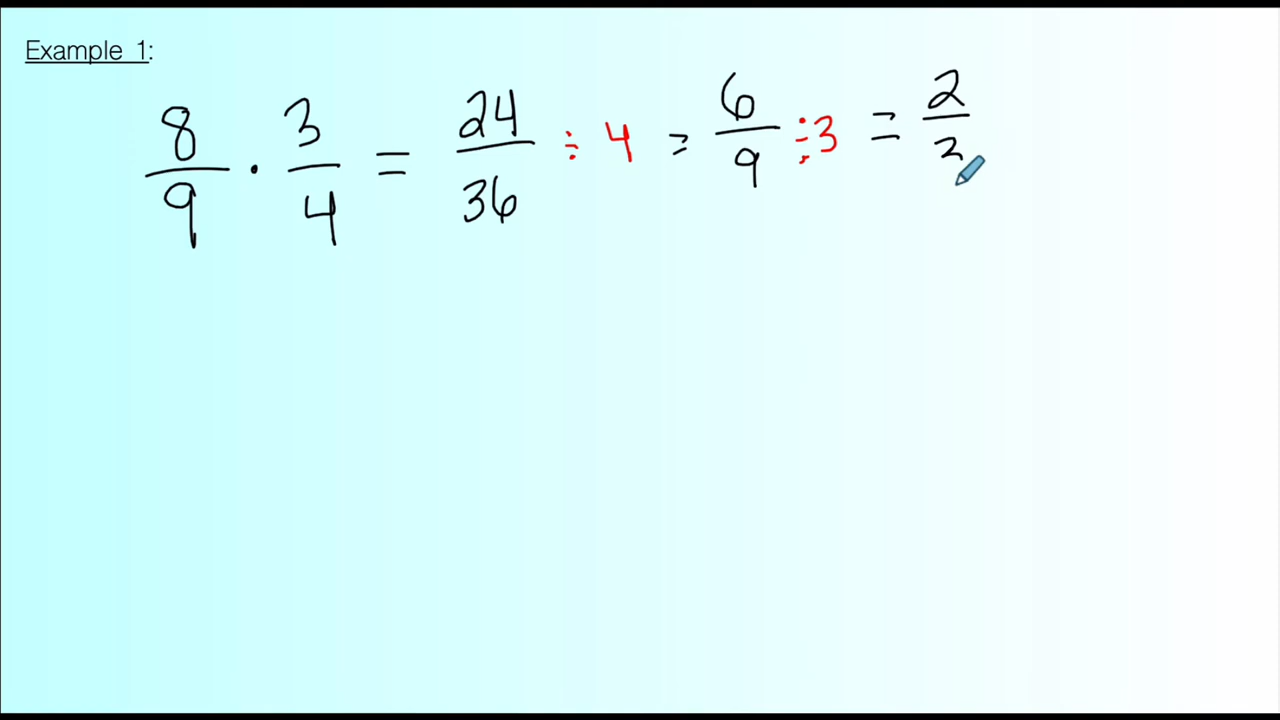 Example 1:
8/9 · 3/4 = 24/36 ÷ 4 = 6/9 ÷ 3 = 2/3